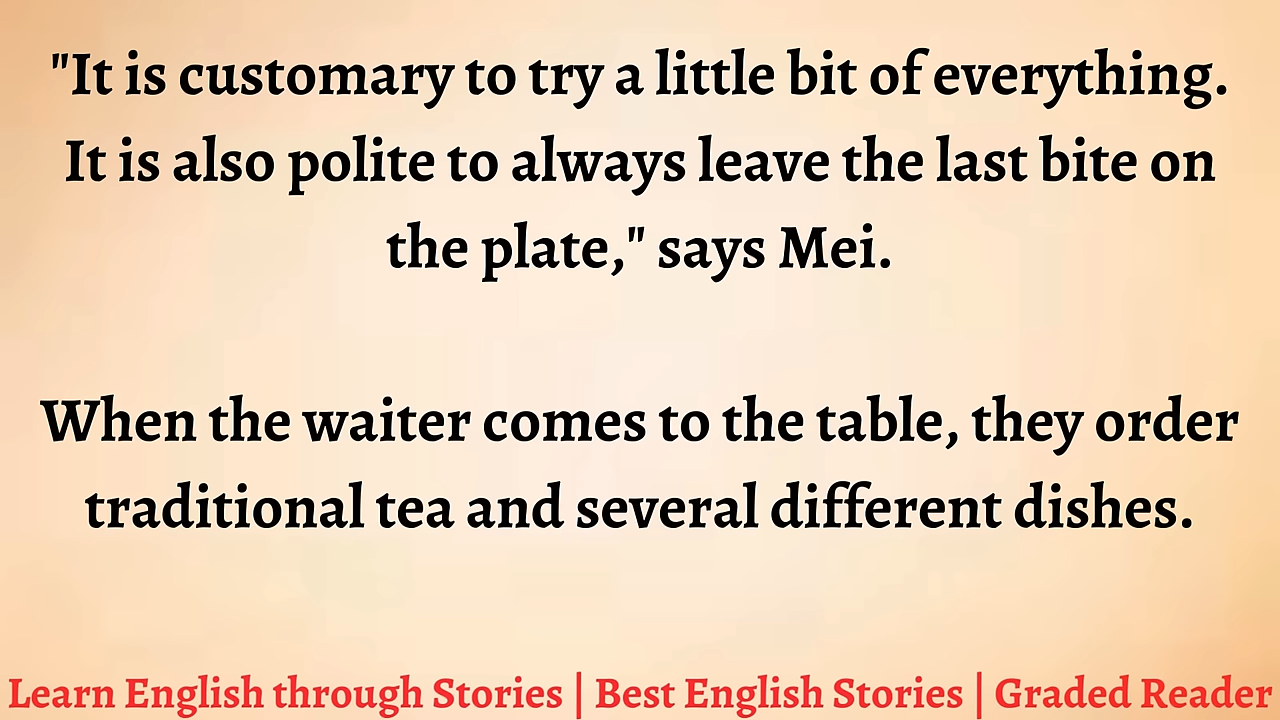 "It is customary to try a little bit of everything.
It is also polite to always leave the last bite on
the plate," says Mei.
When the waiter comes to the table, they order
traditional tea and several different dishes.
Learn English through Stories | Best English Stories | Graded Reader